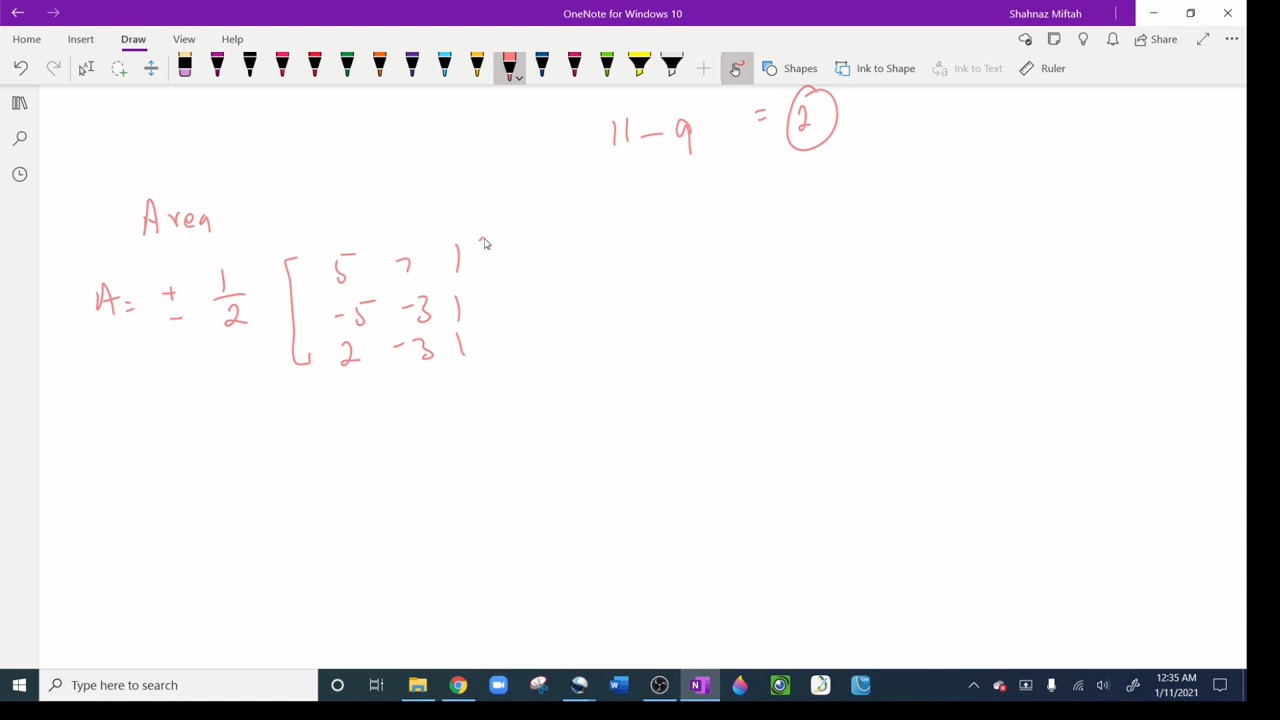 OneNote for Windows 10
Shahnaz Miftah
Home Insert Draw View Help
Share
Shapes
Ink to Shape
Ink to Text
Ruler
11 - 9 = 2
Area
A= ± 1/2 [ 5 7 1
-5 -3 1
2 -3 1
Type here to search
12:35 AM
1/11/2021